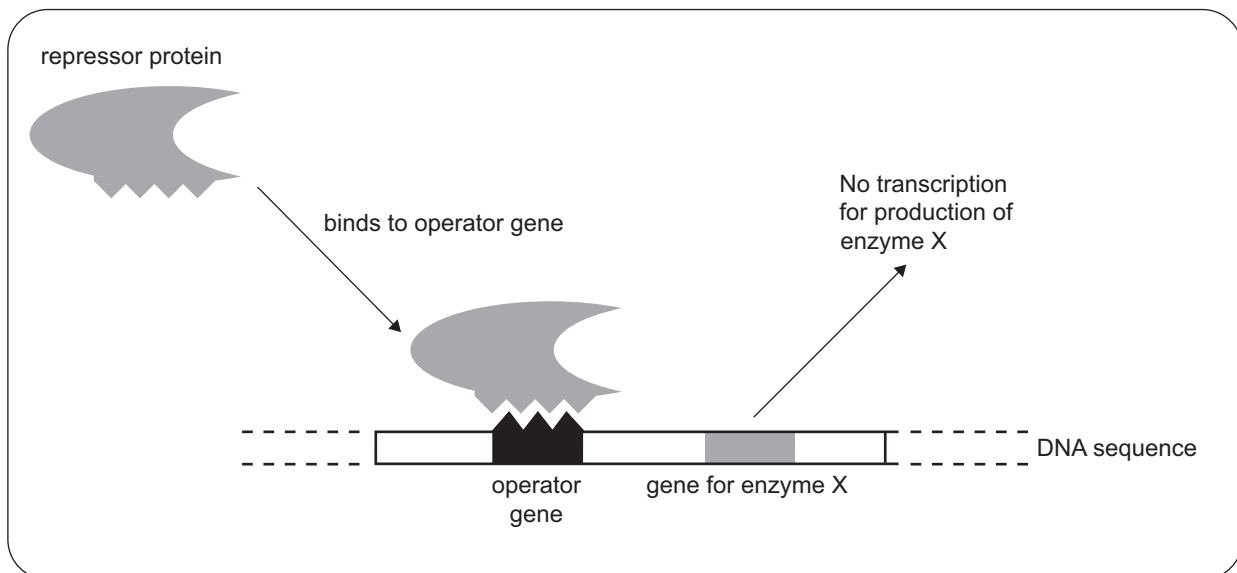 repressor protein
binds to operator gene
No transcription
for production of
enzyme X
DNA sequence
operator
gene
gene for enzyme X